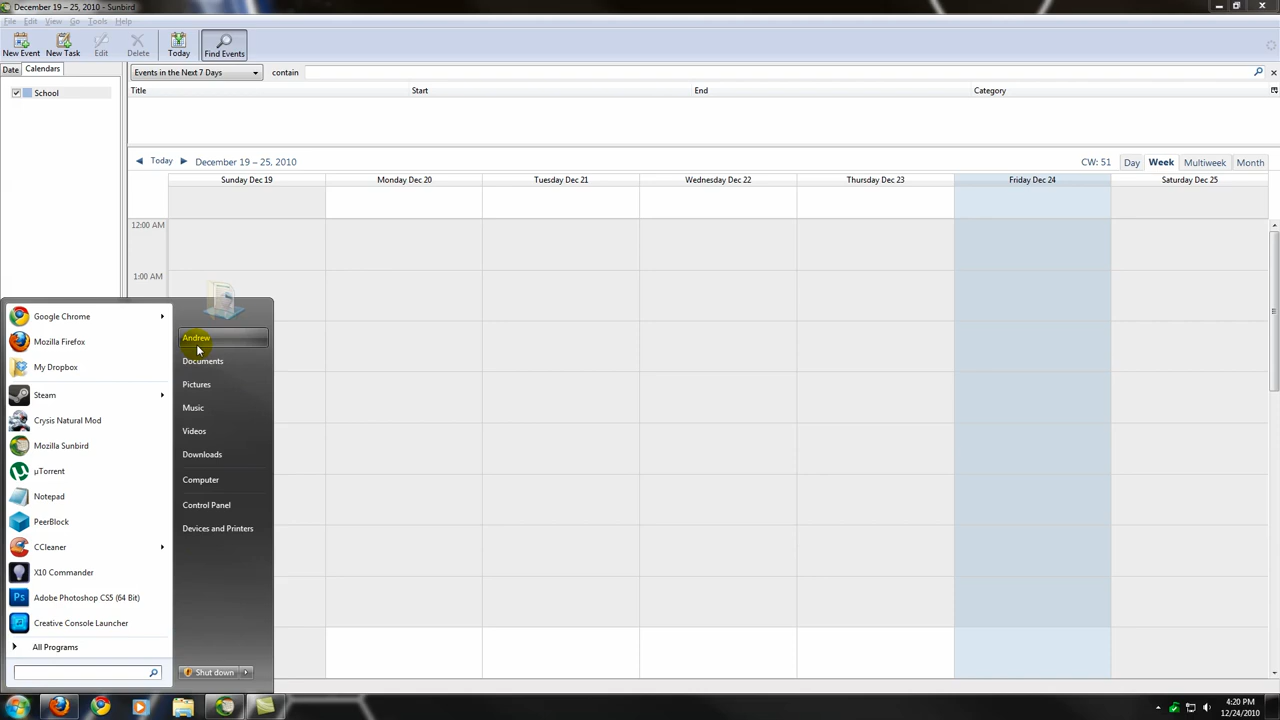 December 19 – 25, 2010 - Sunbird
File Edit View Go Tools Help
New Event New Task Edit Delete Today Find Events
Date Calendars
School
Events in the Next 7 Days contain
Title Start End Category
Today December 19 – 25, 2010 CW: 51 Day Week Multiweek Month
Sunday Dec 19 Monday Dec 20 Tuesday Dec 21 Wednesday Dec 22 Thursday Dec 23 Friday Dec 24 Saturday Dec 25
12:00 AM
1:00 AM
Google Chrome
Mozilla Firefox
My Dropbox
Steam
Crysis Natural Mod
Mozilla Sunbird
µTorrent
Notepad
PeerBlock
CCleaner
X10 Commander
Ps Adobe Photoshop CS5 (64 Bit)
Creative Console Launcher
All Programs
Andrew
Documents
Pictures
Music
Videos
Downloads
Computer
Control Panel
Devices and Printers
Shut down
4:20 PM
12/24/2010